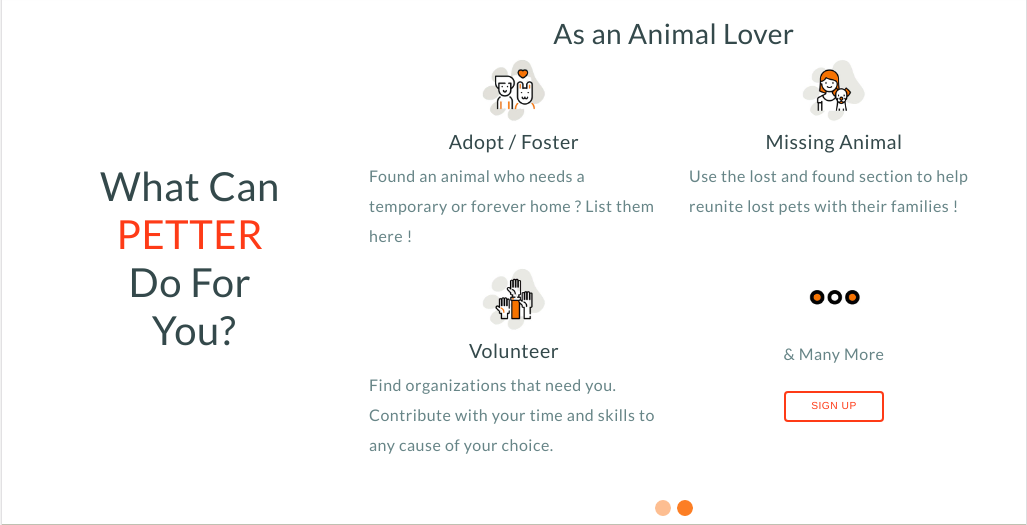 What Can
PETTER
Do For
You?
As an Animal Lover
Adopt / Foster
Found an animal who needs a
temporary or forever home ? List them
here !
Missing Animal
Use the lost and found section to help
reunite lost pets with their families !
Volunteer
Find organizations that need you.
Contribute with your time and skills to
any cause of your choice.
& Many More
SIGN UP